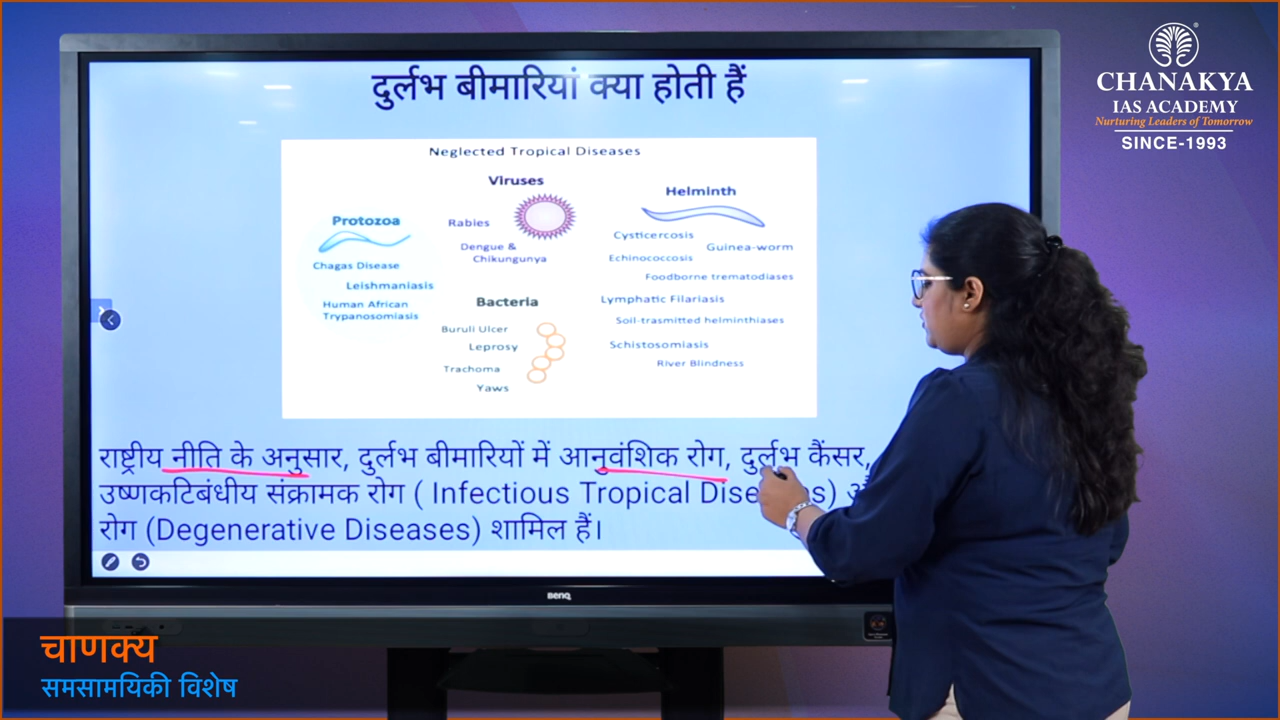 दुर्लभ बीमारियां क्या होती हैं
Neglected Tropical Diseases
Viruses
Rabies
Dengue &
Chikungunya
Protozoa
Chagas Disease
Leishmaniasis
Human African
Trypanosomiasis
Bacteria
Buruli Ulcer
Leprosy
Trachoma
Yaws
Helminth
Cysticercosis
Guinea-worm
Echinococcosis
Foodborne trematodiases
Lymphatic Filariasis
Soil-trasmitted helminthiases
Schistosomiasis
River Blindness
राष्ट्रीय नीति के अनुसार, दुर्लभ बीमारियों में आनुवंशिक रोग, दुर्लभ कैंसर,
उष्णकटिबंधीय संक्रामक रोग ( Infectious Tropical
रोग (Degenerative Diseases) शामिल हैं।
BenQ
CHANAKYA
IAS ACADEMY
Nurturing Leaders of Tomorrow
SINCE-1993
चाणक्य
समसामयिकी विशेष